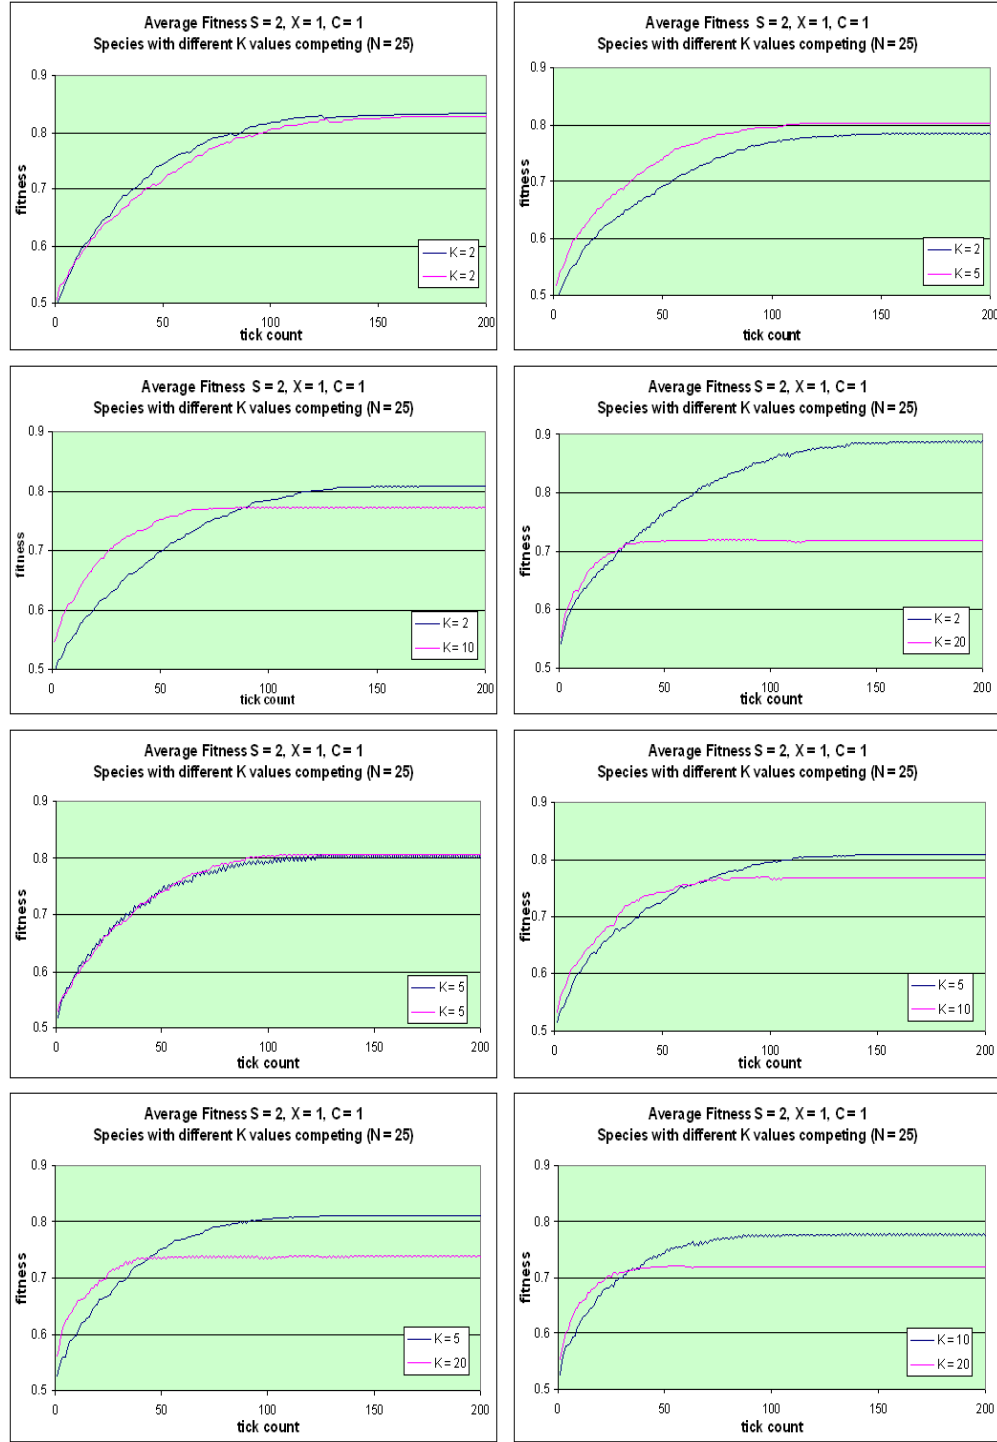 Average Fitness S = 2, X = 1, C = 1
Species with different K values competing (N = 25)
0.9
0.8
0.7
0.6
0.5
fitness
K = 2
K = 2
0
50
100
150
200
tick count
Average Fitness S = 2, X = 1, C = 1
Species with different K values competing (N = 25)
0.9
0.8
0.7
0.6
0.5
fitness
K = 2
K = 5
0
50
100
150
200
tick count
Average Fitness S = 2, X = 1, C = 1
Species with different K values competing (N = 25)
0.9
0.8
0.7
0.6
0.5
fitness
K = 2
K = 10
0
50
100
150
200
tick count
Average Fitness S = 2, X = 1, C = 1
Species with different K values competing (N = 25)
0.9
0.8
0.7
0.6
0.5
fitness
K = 2
K = 20
0
50
100
150
200
tick count
Average Fitness S = 2, X = 1, C = 1
Species with different K values competing (N = 25)
0.9
0.8
0.7
0.6
0.5
fitness
K = 5
K = 5
0
50
100
150
200
tick count
Average Fitness S = 2, X = 1, C = 1
Species with different K values competing (N = 25)
0.9
0.8
0.7
0.6
0.5
fitness
K = 5
K = 10
0
50
100
150
200
tick count
Average Fitness S = 2, X = 1, C = 1
Species with different K values competing (N = 25)
0.9
0.8
0.7
0.6
0.5
fitness
K = 5
K = 20
0
50
100
150
200
tick count
Average Fitness S = 2, X = 1, C = 1
Species with different K values competing (N = 25)
0.9
0.8
0.7
0.6
0.5
fitness
K = 10
K = 20
0
50
100
150
200
tick count